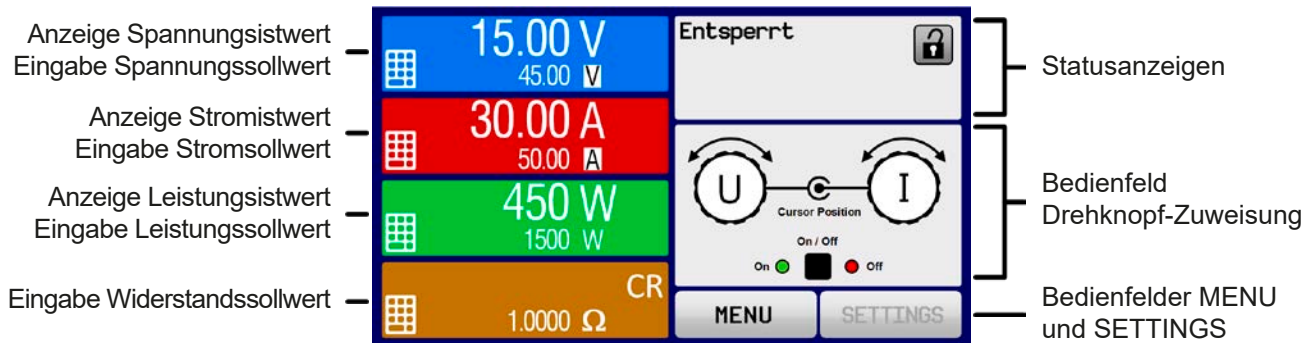 Anzeige Spannungsistwert
Eingabe Spannungssollwert
Anzeige Stromistwert
Eingabe Stromsollwert
Anzeige Leistungsistwert
Eingabe Leistungssollwert
Eingabe Widerstandssollwert
15.00 V
45.00 V
30.00 A
50.00 A
450 W
1500 W
CR
1.0000 Ω
Entsperrt
U
I
Cursor Position
On / Off
On
Off
MENU
SETTINGS
Statusanzeigen
Bedienfeld
Drehknopf-Zuweisung
Bedienfelder MENU
und SETTINGS